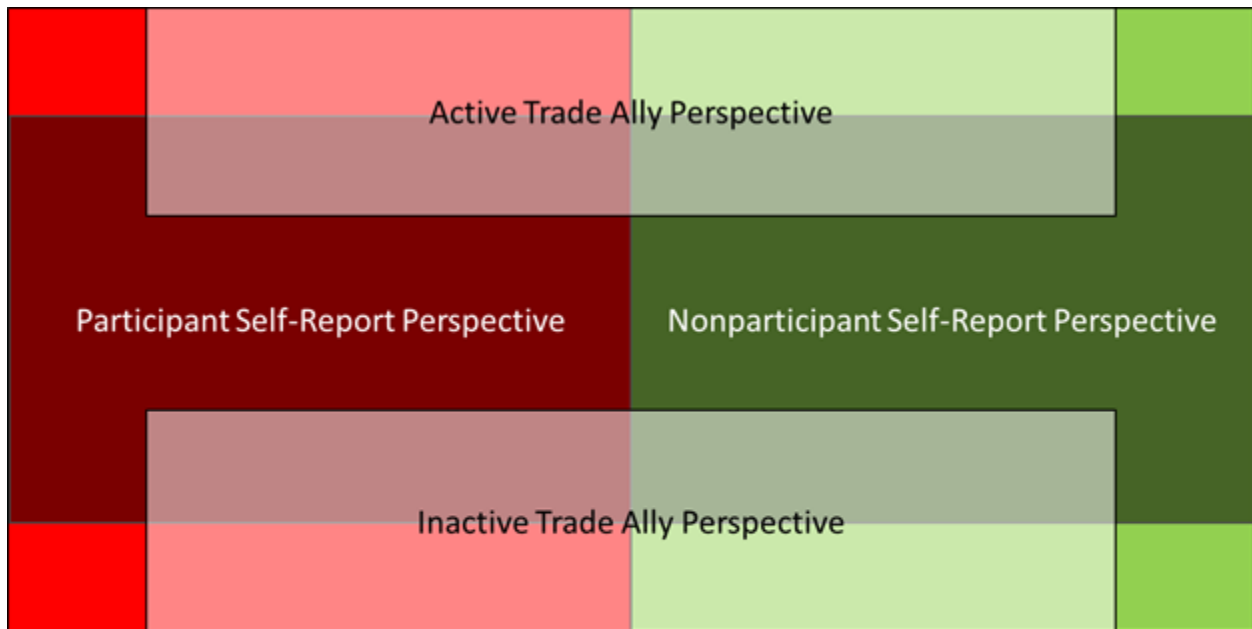 Active Trade Ally Perspective
Participant Self-Report Perspective
Nonparticipant Self-Report Perspective
Inactive Trade Ally Perspective